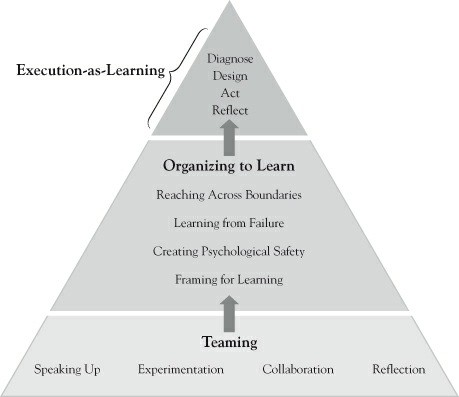 Execution-as-Learning
Diagnose
Design
Act
Reflect
Organizing to Learn
Reaching Across Boundaries
Learning from Failure
Creating Psychological Safety
Framing for Learning
Teaming
Speaking Up Experimentation Collaboration Reflection